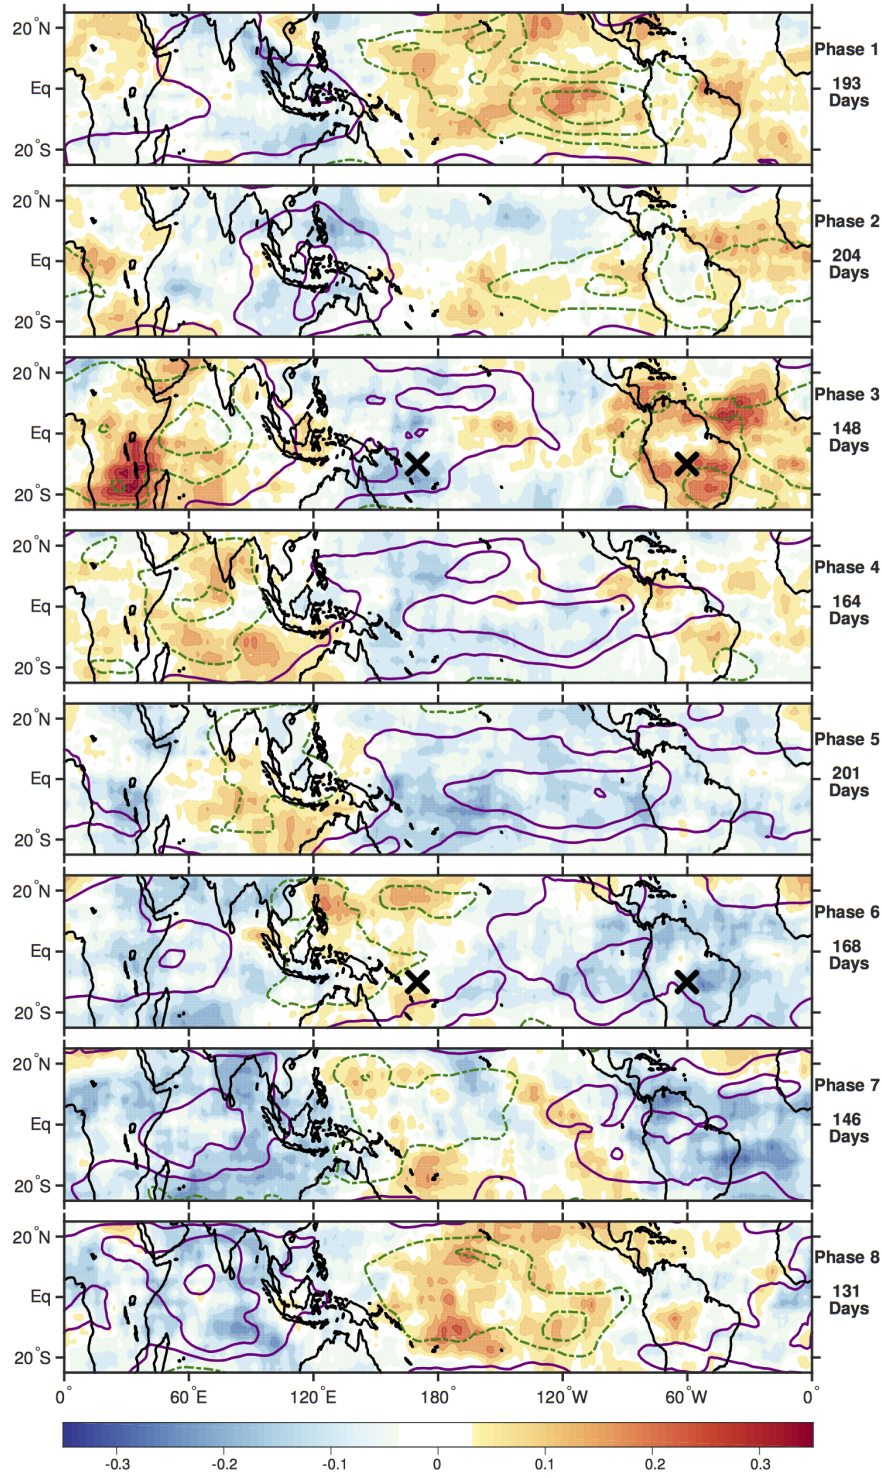 20°N
Eq
20°S
Phase 1
193
Days
20°N
Eq
20°S
Phase 2
204
Days
20°N
Eq
20°S
Phase 3
148
Days
20°N
Eq
20°S
Phase 4
164
Days
20°N
Eq
20°S
Phase 5
201
Days
20°N
Eq
20°S
Phase 6
168
Days
20°N
Eq
20°S
Phase 7
146
Days
20°N
Eq
20°S
Phase 8
131
Days
0° 60°E 120°E 180° 120°W 60°W 0°
-0.3 -0.2 -0.1 0 0.1 0.2 0.3